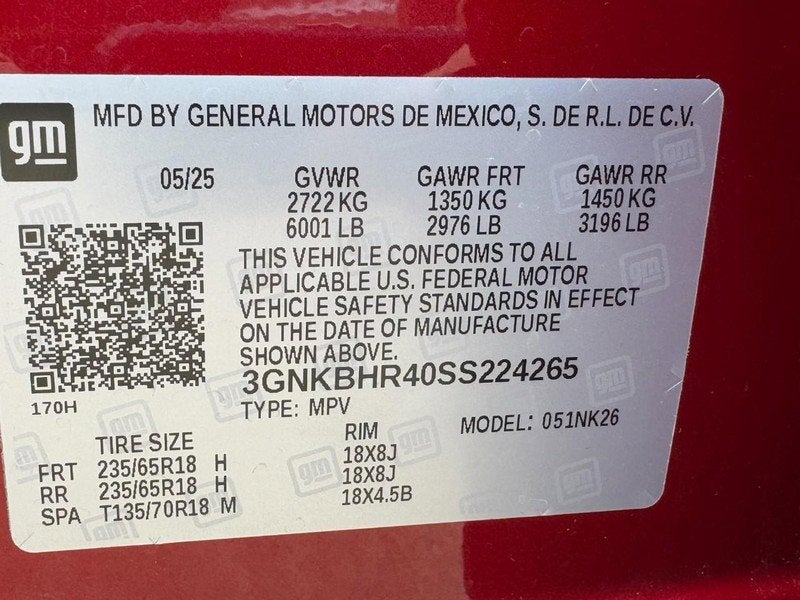 gm MFD BY GENERAL MOTORS DE MEXICO, S. DE R.L. DE C.V.
05/25 GVWR GAWR FRT GAWR RR
2722 KG 1350 KG 1450 KG
6001 LB 2976 LB 3196 LB
THIS VEHICLE CONFORMS TO ALL
APPLICABLE U.S. FEDERAL MOTOR
VEHICLE SAFETY STANDARDS IN EFFECT
ON THE DATE OF MANUFACTURE
SHOWN ABOVE.
3GNKBHR40SS224265
170H
TYPE: MPV MODEL: 051NK26
TIRE SIZE RIM
FRT 235/65R18 H 18X8J
RR 235/65R18 H 18X8J
SPA T135/70R18 M 18X4.5B